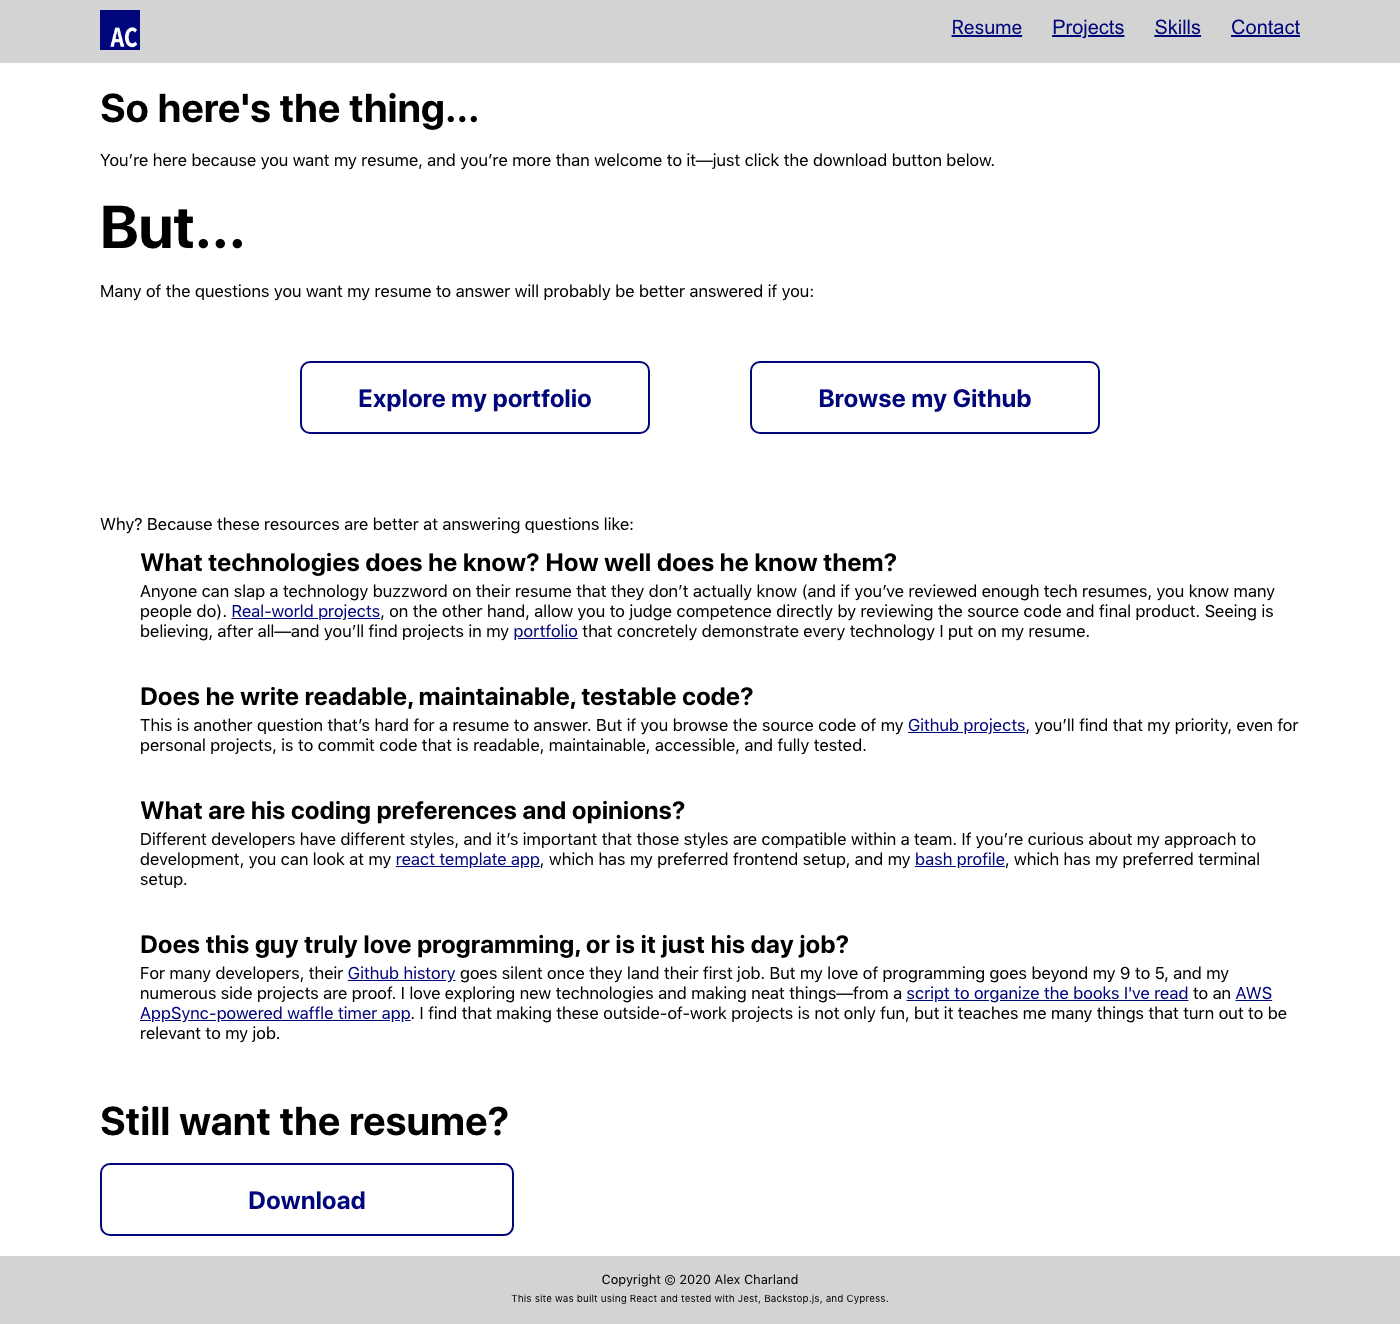 AC
Resume Projects Skills Contact
So here's the thing...
You’re here because you want my resume, and you’re more than welcome to it—just click the download button below.
But...
Many of the questions you want my resume to answer will probably be better answered if you:
Explore my portfolio
Browse my Github
Why? Because these resources are better at answering questions like:
What technologies does he know? How well does he know them?
Anyone can slap a technology buzzword on their resume that they don’t actually know (and if you’ve reviewed enough tech resumes, you know many
people do). Real-world projects, on the other hand, allow you to judge competence directly by reviewing the source code and final product. Seeing is
believing, after all—and you’ll find projects in my portfolio that concretely demonstrate every technology I put on my resume.
Does he write readable, maintainable, testable code?
This is another question that’s hard for a resume to answer. But if you browse the source code of my Github projects, you’ll find that my priority, even for
personal projects, is to commit code that is readable, maintainable, accessible, and fully tested.
What are his coding preferences and opinions?
Different developers have different styles, and it’s important that those styles are compatible within a team. If you’re curious about my approach to
development, you can look at my react template app, which has my preferred frontend setup, and my bash profile, which has my preferred terminal
setup.
Does this guy truly love programming, or is it just his day job?
For many developers, their Github history goes silent once they land their first job. But my love of programming goes beyond my 9 to 5, and my
numerous side projects are proof. I love exploring new technologies and making neat things—from a script to organize the books I've read to an AWS
AppSync-powered waffle timer app. I find that making these outside-of-work projects is not only fun, but it teaches me many things that turn out to be
relevant to my job.
Still want the resume?
Download
Copyright © 2020 Alex Charland
This site was built using React and tested with Jest, Backstop.js, and Cypress.